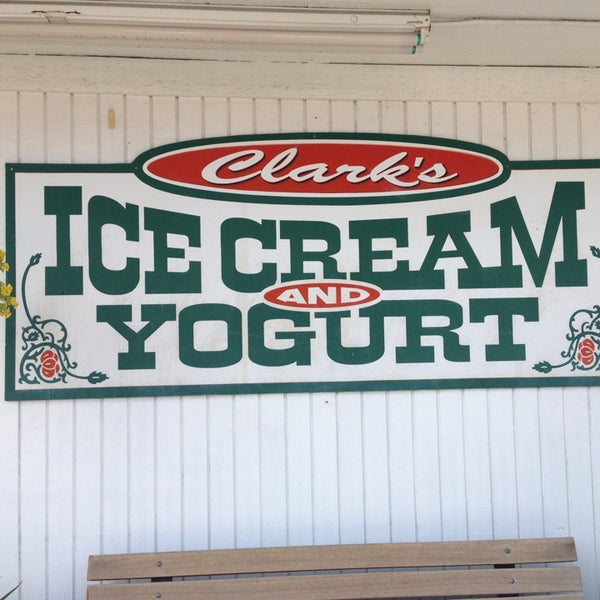 Clark's
ICE CREAM
AND
YOGURT